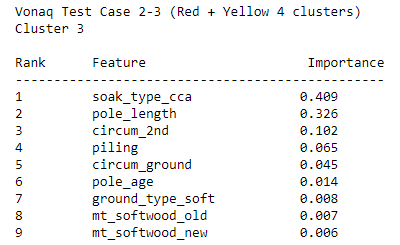 Vonaq Test Case 2-3 (Red + Yellow 4 clusters)
Cluster 3
Rank Feature Importance
-----------------------------------------------
1 soak_type_cca 0.409
2 pole_length 0.326
3 circum_2nd 0.102
4 piling 0.065
5 circum_ground 0.045
6 pole_age 0.014
7 ground_type_soft 0.008
8 mt_softwood_old 0.007
9 mt_softwood_new 0.006